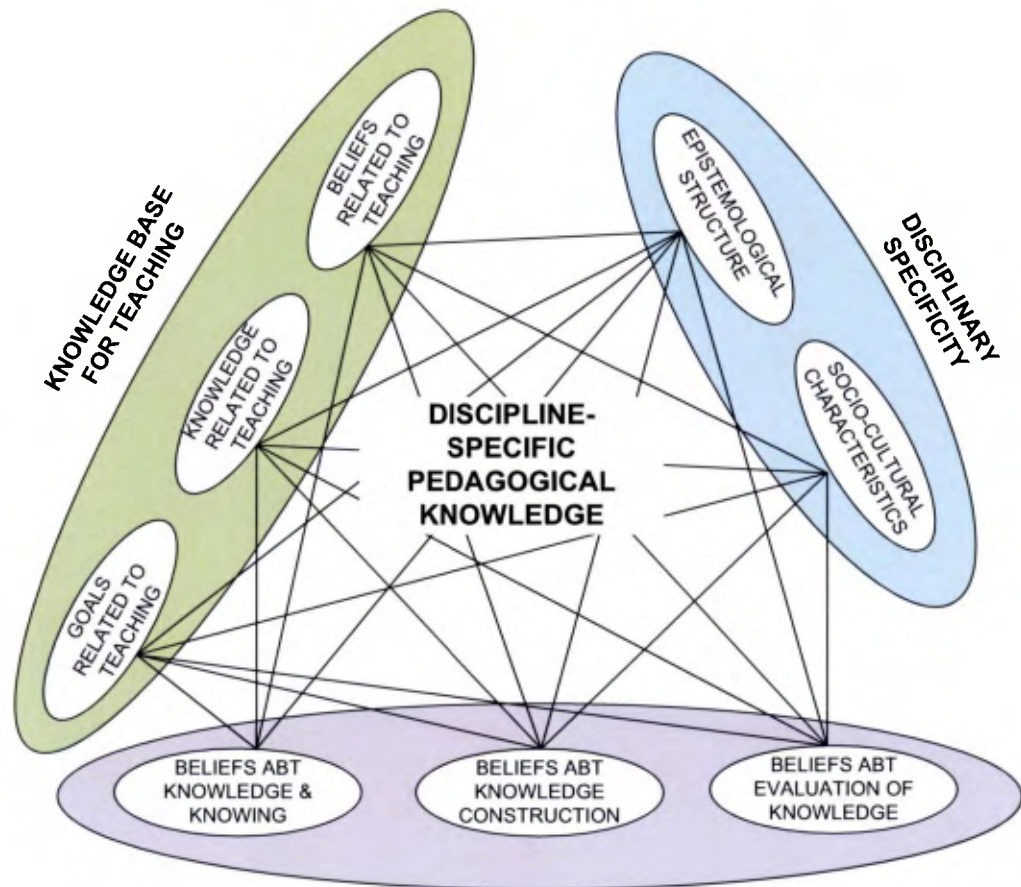 KNOWLEDGE BASE
FOR TEACHING
BELIEFS
RELATED TO
TEACHING
KNOWLEDGE
RELATED TO
TEACHING
GOALS
RELATED TO
TEACHING
DISCIPLINARY
SPECIFICITY
EPISTEMOLOGICAL
STRUCTURE
SOCIO-CULTURAL
CHARACTERISTICS
DISCIPLINE-
SPECIFIC
PEDAGOGICAL
KNOWLEDGE
BELIEFS ABT
KNOWLEDGE &
KNOWING
BELIEFS ABT
KNOWLEDGE
CONSTRUCTION
BELIEFS ABT
EVALUATION OF
KNOWLEDGE